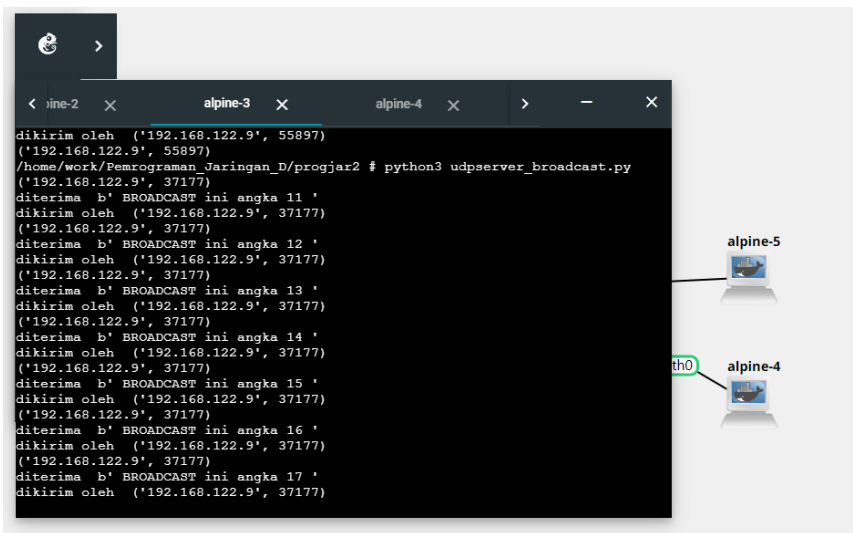 ine-2
alpine-3
alpine-4
dikirim oleh  ('192.168.122.9', 55897)
('192.168.122.9', 55897)
/home/work/Pemrograman_Jaringan_D/progjar2 # python3 udpserver_broadcast.py
('192.168.122.9', 37177)
diterima  b' BROADCAST ini angka 11 '
dikirim oleh  ('192.168.122.9', 37177)
('192.168.122.9', 37177)
diterima  b' BROADCAST ini angka 12 '
dikirim oleh  ('192.168.122.9', 37177)
('192.168.122.9', 37177)
diterima  b' BROADCAST ini angka 13 '
dikirim oleh  ('192.168.122.9', 37177)
('192.168.122.9', 37177)
diterima  b' BROADCAST ini angka 14 '
dikirim oleh  ('192.168.122.9', 37177)
('192.168.122.9', 37177)
diterima  b' BROADCAST ini angka 15 '
dikirim oleh  ('192.168.122.9', 37177)
('192.168.122.9', 37177)
diterima  b' BROADCAST ini angka 16 '
dikirim oleh  ('192.168.122.9', 37177)
('192.168.122.9', 37177)
diterima  b' BROADCAST ini angka 17 '
dikirim oleh  ('192.168.122.9', 37177)
alpine-5
th0
alpine-4